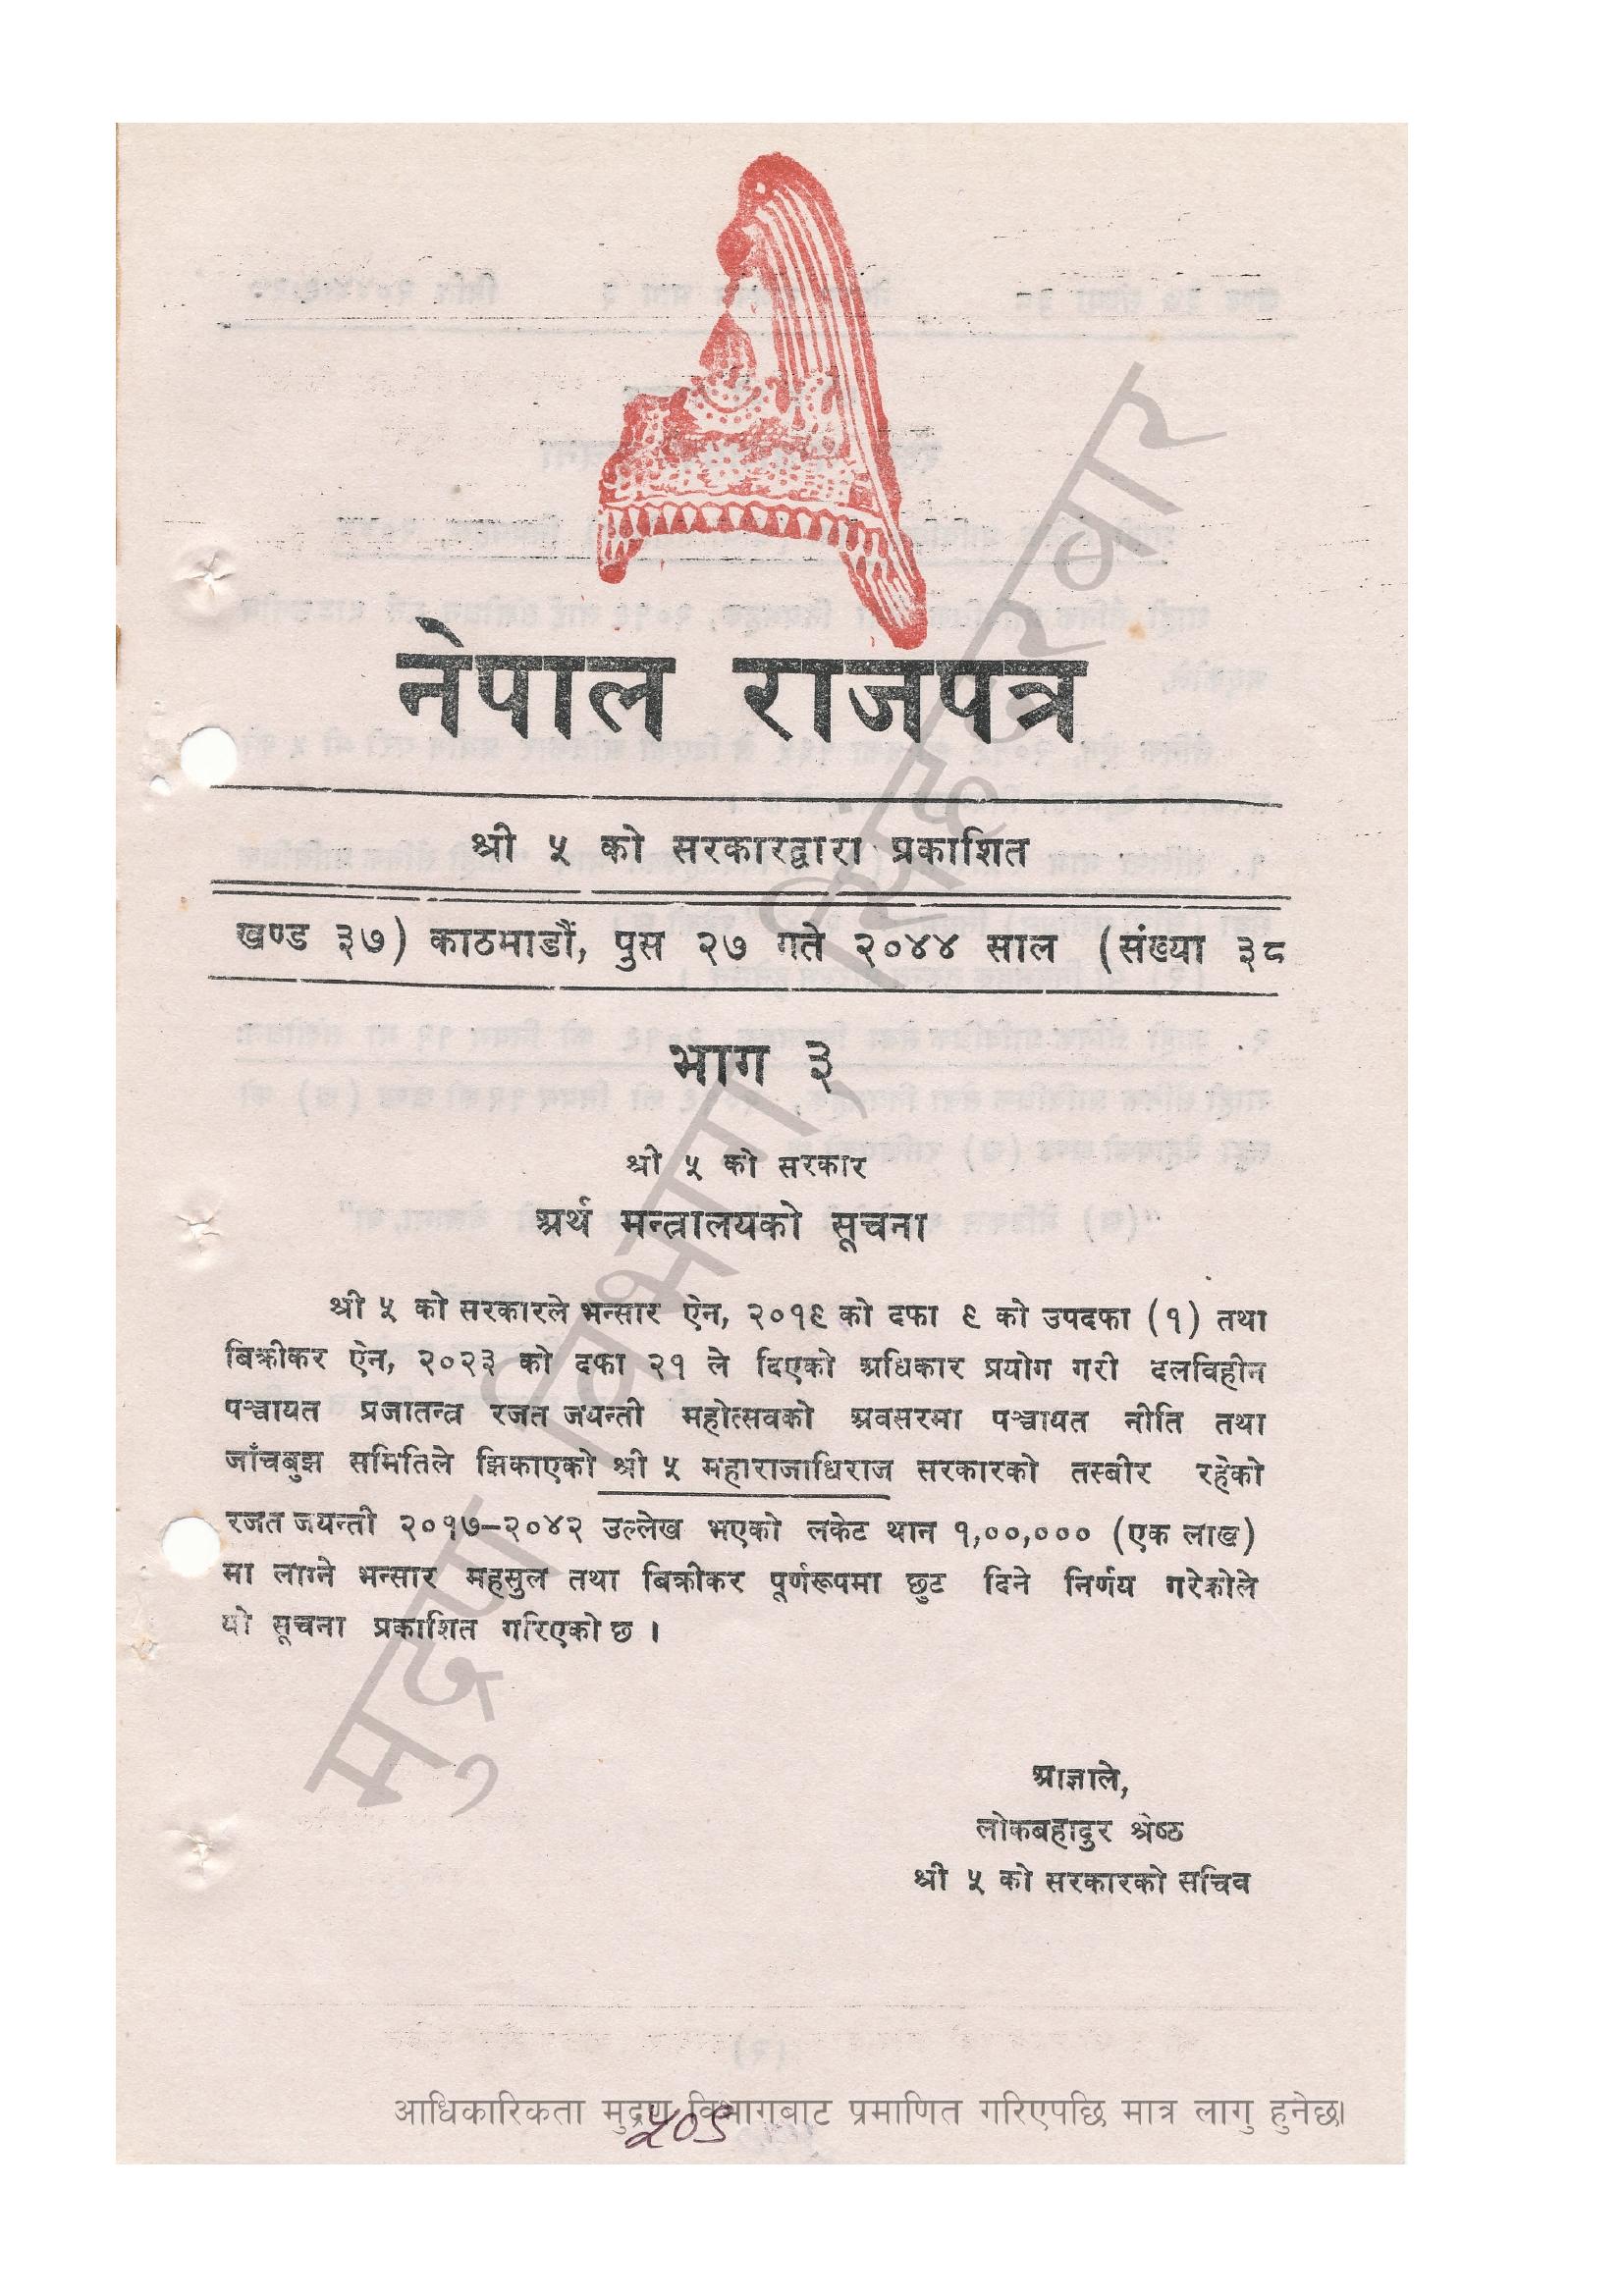 नेपाल राजपत्र
श्री ५ को सरकारद्वारा प्रकाशित
खण्ड ३७) काठमाडौं, पुस २७ गते २०४४ साल (संख्या ३८
भाग ३
श्री ५ को सरकार
अर्थ मन्त्रालयको सूचना
श्री ५ को सरकारले भन्सार ऐन, २०१९ को दफा ९ को उपदफा (१) तथा
बिक्रीकर ऐन, २०२३ को दफा २१ ले दिएको अधिकार प्रयोग गरी दलविहीन
पञ्चायत प्रजातन्त्र रजत जयन्ती महोत्सवको अवसरमा पञ्चायत नीति तथा
जाँचबुझ समितिले झिकाएको श्री ५ महाराजाधिराज सरकारको तस्बीर रहेको
रजत जयन्ती २०१७–२०४२ उल्लेख भएको लकेट थान १,००,००० (एक लाख)
मा लाग्ने भन्सार महसुल तथा बिक्रीकर पूर्णरूपमा छुट दिने निर्णय गरेकोले
यो सूचना प्रकाशित गरिएको छ ।
आज्ञाले,
लोकबहादुर श्रेष्ठ
श्री ५ को सरकारको सचिव
मुद्रण विभाग, सिंहदरबार
आधिकारिकता मुद्रण विभागबाट प्रमाणित गरिएपछि मात्र लागु हुनेछ।
५०९